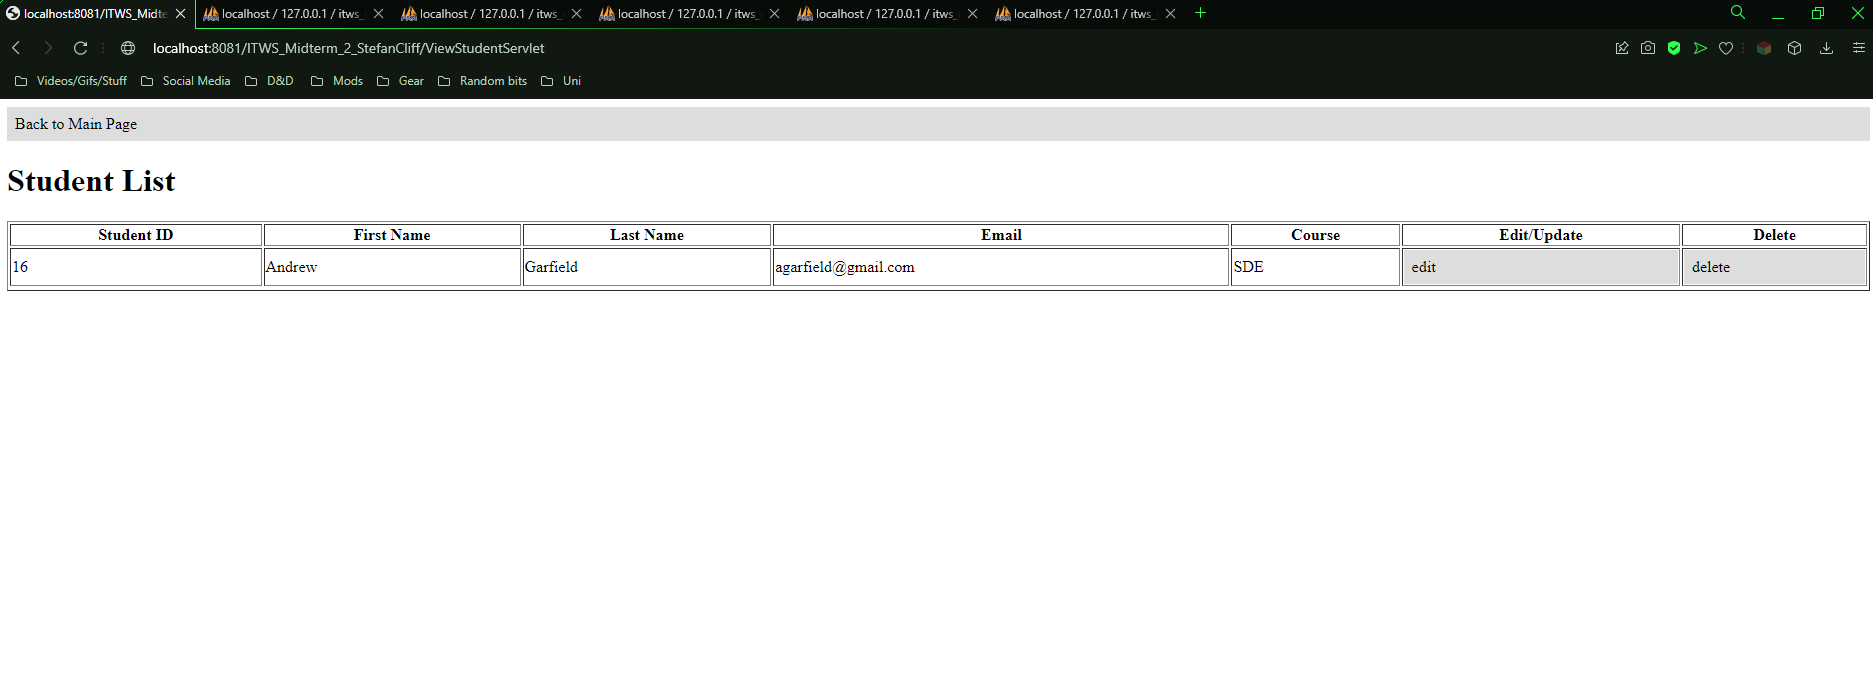 localhost:8081/ITWS_Midte
localhost / 127.0.0.1 / itws_
localhost / 127.0.0.1 / itws_
localhost / 127.0.0.1 / itws_
localhost / 127.0.0.1 / itws_
localhost / 127.0.0.1 / itws_
localhost:8081/ITWS_Midterm_2_StefanCliff/ViewStudentServlet
Videos/Gifs/Stuff Social Media D&D Mods Gear Random bits Uni
Back to Main Page
Student List
Student ID First Name Last Name Email Course Edit/Update Delete
16 Andrew Garfield agarfield@gmail.com SDE edit delete